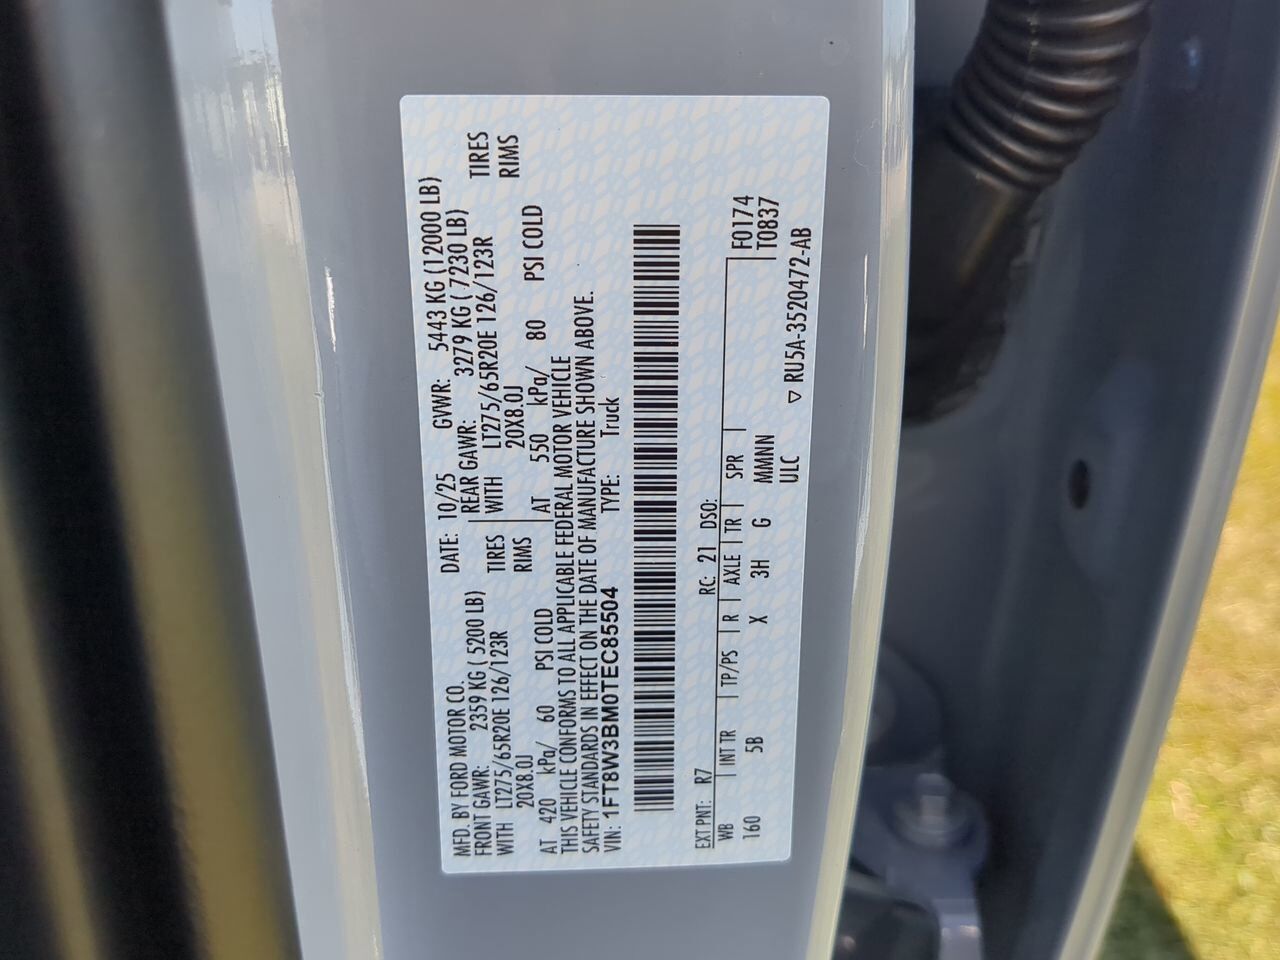 MFD. BY FORD MOTOR CO. DATE: 10/25 GVWR: 5443 KG (12000 LB)
FRONT GAWR: 2359 KG ( 5200 LB) REAR GAWR: 3279 KG ( 7230 LB)
WITH LT275/65R20E 126/123R TIRES WITH LT275/65R20E 126/123R TIRES
20X8.0J RIMS 20X8.0J RIMS
AT 420 kPa/ 60 PSI COLD AT 550 kPa/ 80 PSI COLD
THIS VEHICLE CONFORMS TO ALL APPLICABLE FEDERAL MOTOR VEHICLE
SAFETY STANDARDS IN EFFECT ON THE DATE OF MANUFACTURE SHOWN ABOVE.
VIN: 1FT8W3BM0TEC85504 TYPE: Truck
EXT PNT: R7 RC: 21 DSO:
WB INT TR TP/PS R AXLE TR SPR F0174
160 5B X 3H G MMMNN T0837
ULC ▽ RU5A-3520472-AB